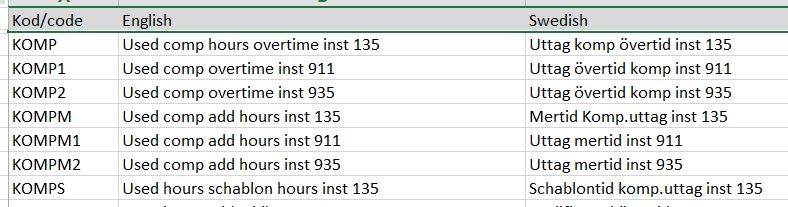 Kod/code English Swedish
KOMP Used comp hours overtime inst 135 Uttag komp övertid inst 135
KOMP1 Used comp overtime inst 911 Uttag övertid komp inst 911
KOMP2 Used comp overtime inst 935 Uttag övertid komp inst 935
KOMPM Used comp add hours inst 135 Mertid Komp.uttag inst 135
KOMPM1 Used comp add hours inst 911 Uttag mertid inst 911
KOMPM2 Used comp add hours inst 935 Uttag mertid inst 935
KOMPS Used hours schablon hours inst 135 Schablontid komp.uttag inst 135